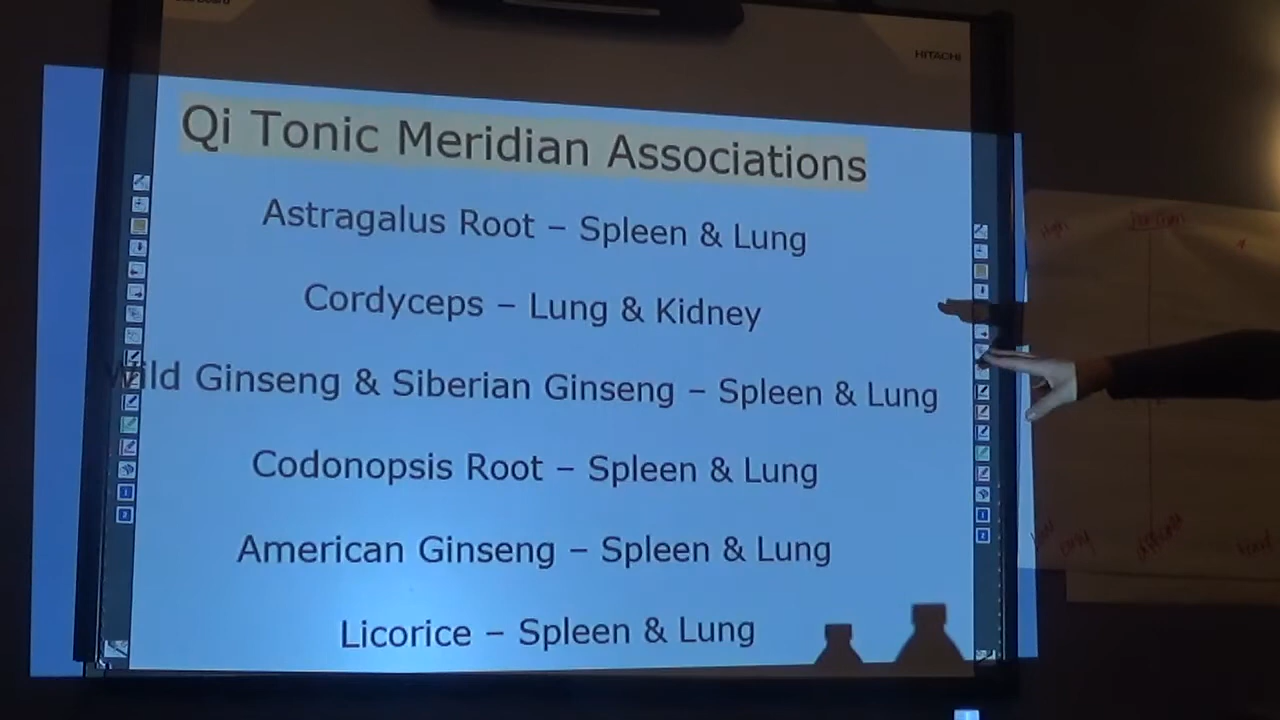 HITACHI
Qi Tonic Meridian Associations
Astragalus Root – Spleen & Lung
Cordyceps – Lung & Kidney
Wild Ginseng & Siberian Ginseng – Spleen & Lung
Codonopsis Root – Spleen & Lung
American Ginseng – Spleen & Lung
Licorice – Spleen & Lung